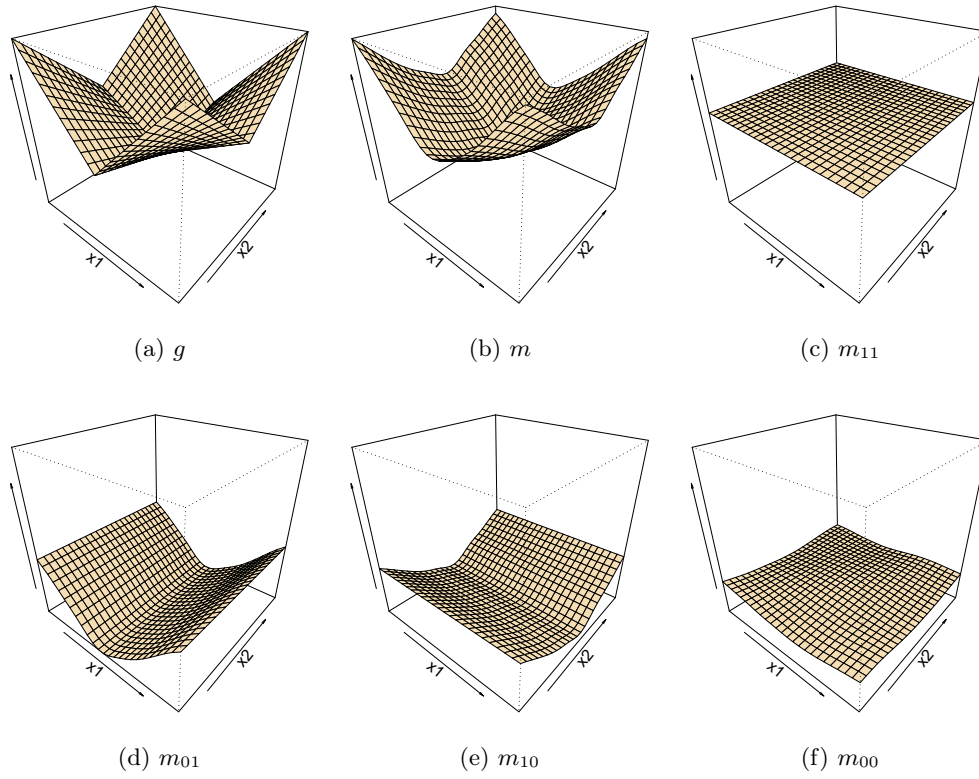 x1 x2 x1 x2 x1 x2
(a) g (b) m (c) m₁₁
x1 x2 x1 x2 x1 x2
(d) m₀₁ (e) m₁₀ (f) m₀₀